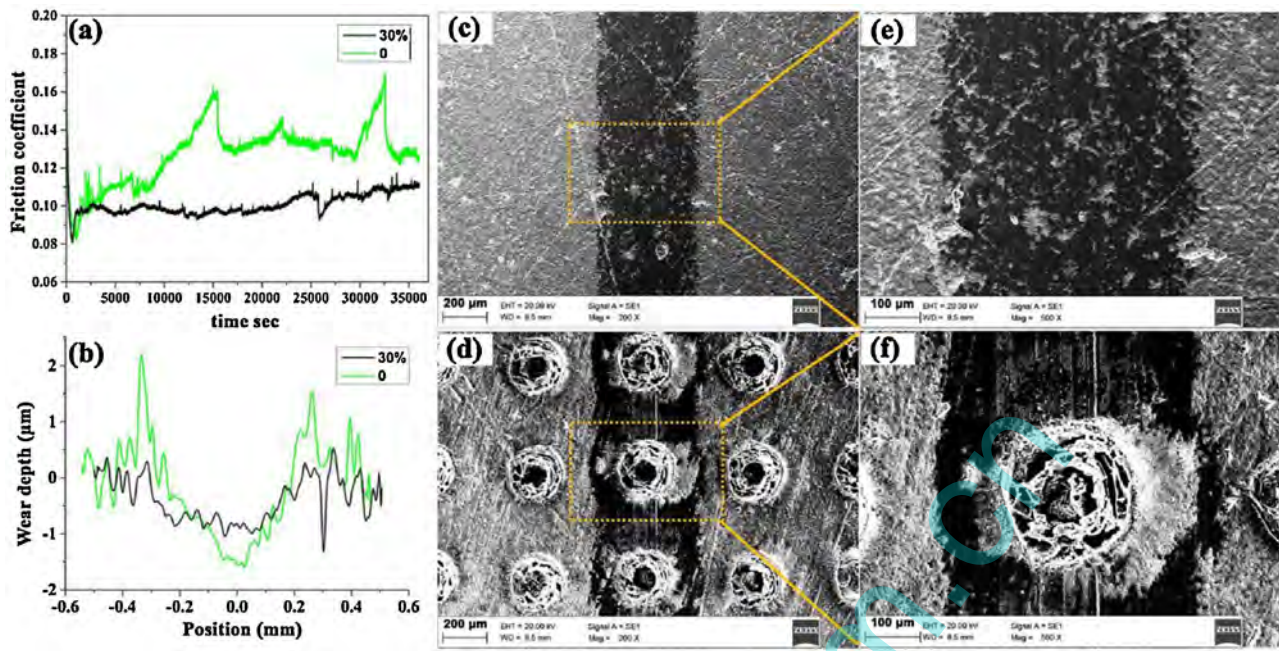 (a)
30%
0
0.20
0.18
0.16
0.14
0.12
0.10
0.08
0.06
Friction coefficient
0 5000 10000 15000 20000 25000 30000 35000
time sec
(b)
30%
0
2
1
0
-1
-2
Wear depth (μm)
-0.6 -0.4 -0.2 0.0 0.2 0.4 0.6
Position (mm)
(c)
200 μm
EHT = 20.00 kV
WD = 8.5 mm
Signal A = SE1
Mag = 200 X
ZEISS
(e)
100 μm
EHT = 20.00 kV
WD = 8.5 mm
Signal A = SE1
Mag = 500 X
ZEISS
(d)
200 μm
EHT = 20.00 kV
WD = 8.5 mm
Signal A = SE1
Mag = 200 X
ZEISS
(f)
100 μm
EHT = 20.00 kV
WD = 8.5 mm
Signal A = SE1
Mag = 500 X
ZEISS